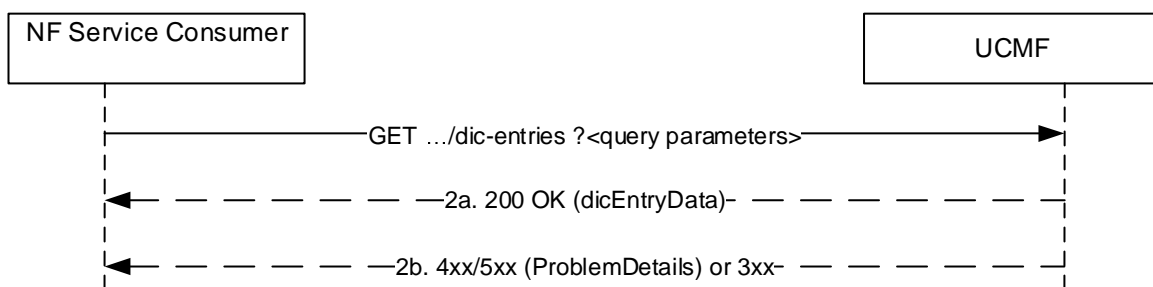 NF Service Consumer
UCMF
GET …/dic-entries ?<query parameters>
2a. 200 OK (dicEntryData)
2b. 4xx/5xx (ProblemDetails) or 3xx